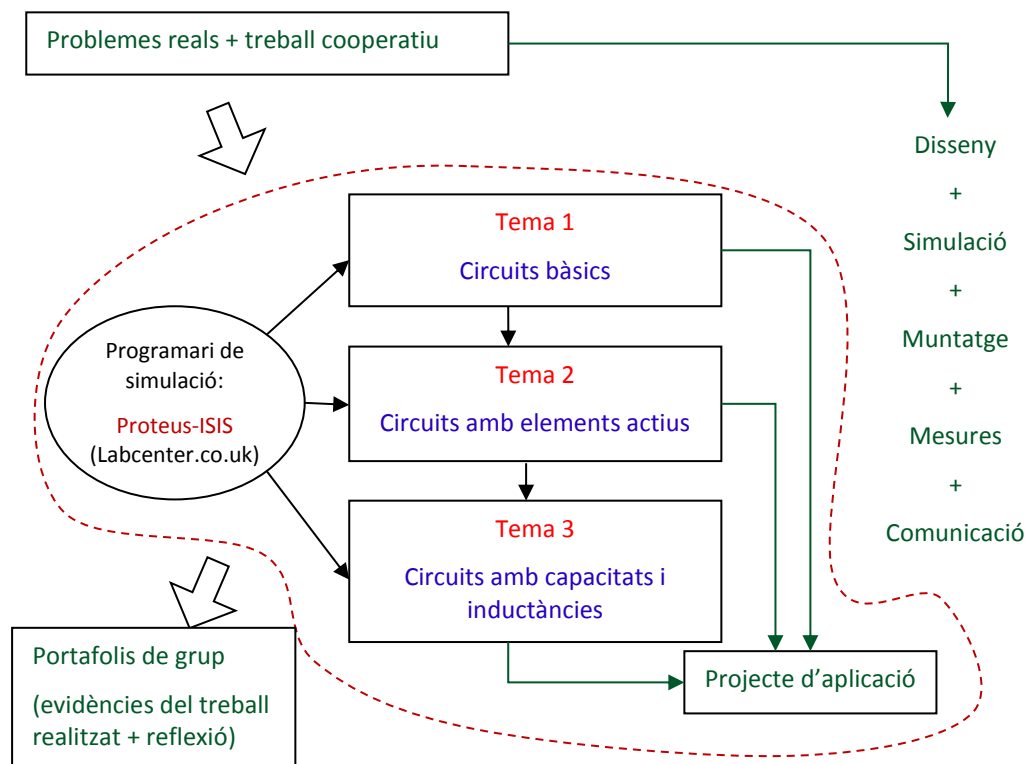 Problemes reals + treball cooperatiu
Disseny
+
Simulació
+
Muntatge
+
Mesures
+
Comunicació
Tema 1
Circuits bàsics
Programari de
simulació:
Proteus-ISIS
(Labcenter.co.uk)
Tema 2
Circuits amb elements actius
Tema 3
Circuits amb capacitats i
inductàncies
Portafolis de grup
(evidències del treball
realitzat + reflexió)
Projecte d’aplicació